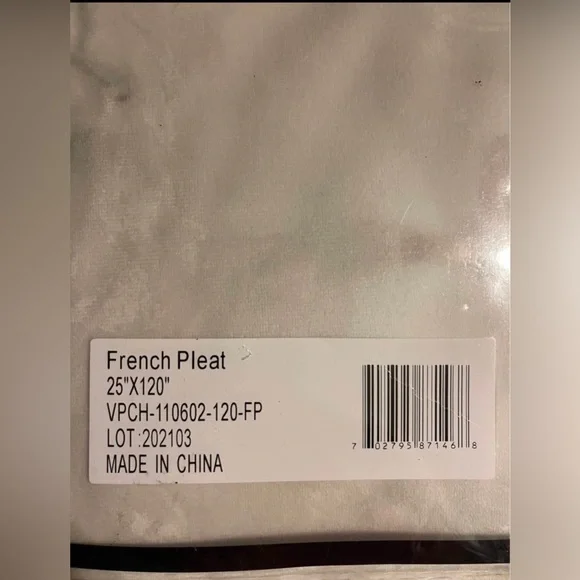 French Pleat
25"X120"
VPCH-110602-120-FP
LOT:202103
MADE IN CHINA
7 02795 87146 8